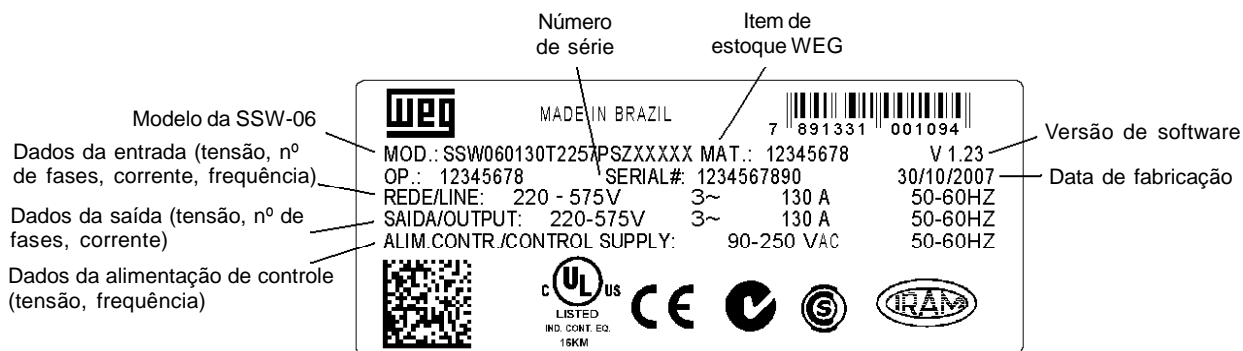 Número
de série
Item de
estoque WEG
weg
MADE IN BRAZIL
7 891331 001094
Modelo da SSW-06
Versão de software
MOD.: SSW060130T2257PSZXXXXX MAT.: 12345678 V 1.23
Dados da entrada (tensão, nº
de fases, corrente, frequência)
OP.: 12345678 SERIAL#: 1234567890 30/10/2007
Data de fabricação
REDE/LINE: 220 - 575V 3~ 130 A 50-60HZ
Dados da saída (tensão, nº de
fases, corrente)
SAIDA/OUTPUT: 220-575V 3~ 130 A 50-60HZ
ALIM.CONTR./CONTROL SUPPLY: 90-250 VAC 50-60HZ
Dados da alimentação de controle
(tensão, frequência)
C UL US
LISTED
IND. CONT. EQ.
16KM
CE
S
IRAM